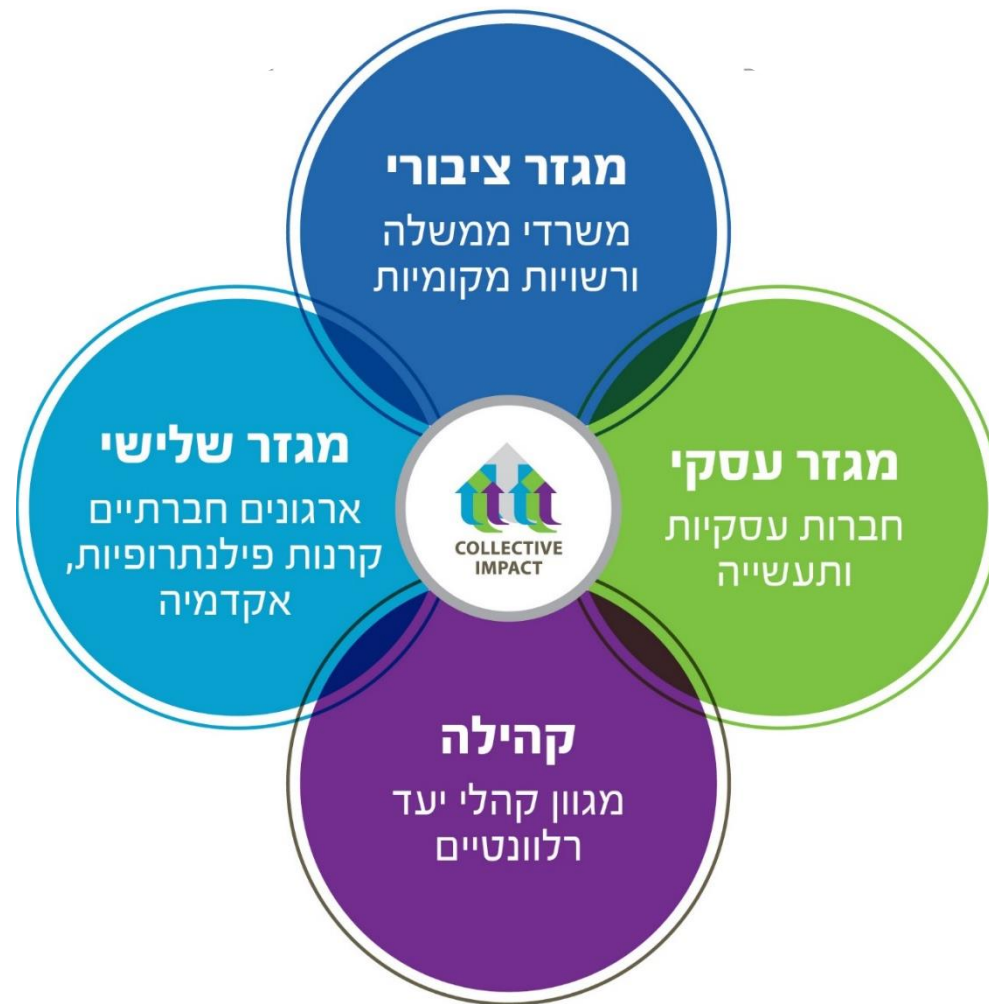 מגזר ציבורי
משרדי ממשלה
ורשויות מקומיות
מגזר עסקי
חברות עסקיות
ותעשייה
מגזר שלישי
ארגונים חברתיים
קרנות פילנתרופיות,
אקדמיה
COLLECTIVE
IMPACT
קהילה
מגוון קהלי יעד
רלוונטיים